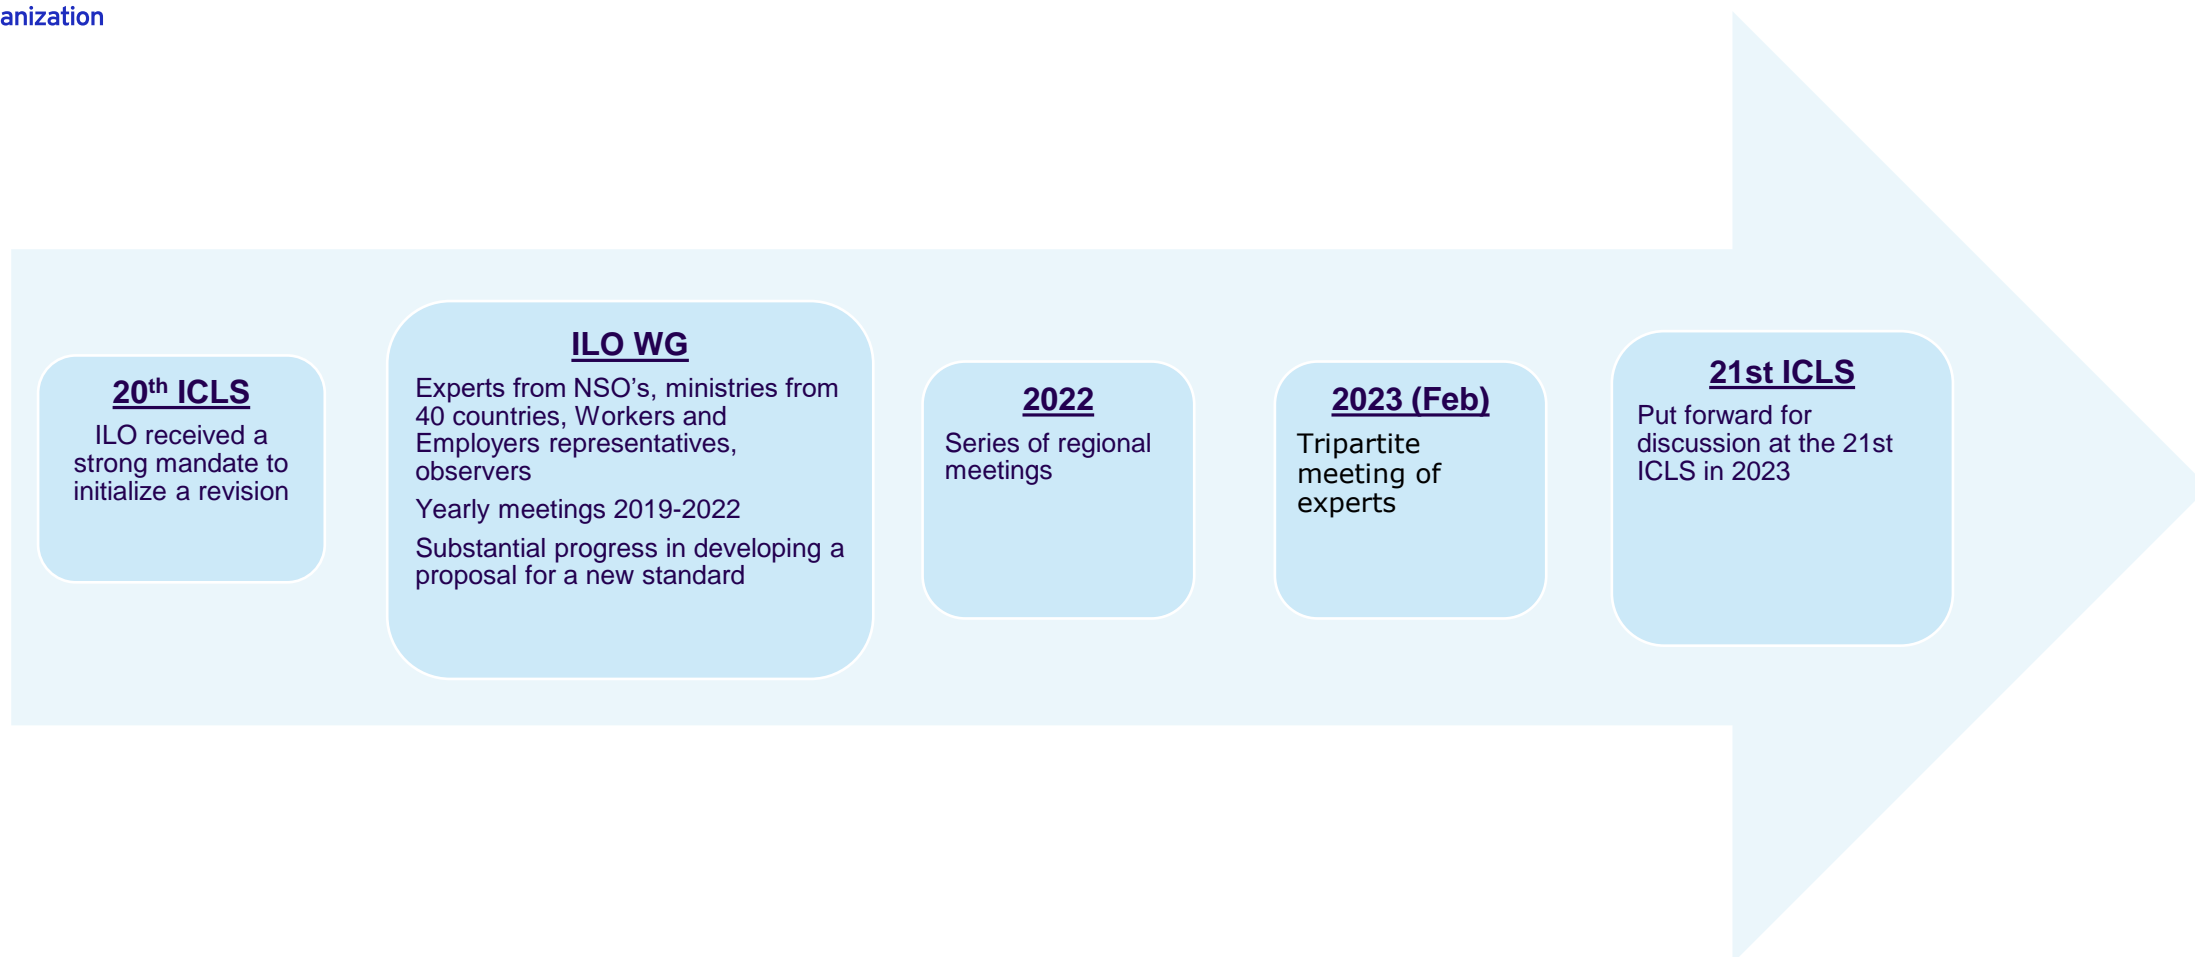 anization
20th ICLS
ILO received a
strong mandate to
initialize a revision
ILO WG
Experts from NSO’s, ministries from
40 countries, Workers and
Employers representatives,
observers
Yearly meetings 2019-2022
Substantial progress in developing a
proposal for a new standard
2022
Series of regional
meetings
2023 (Feb)
Tripartite
meeting of
experts
21st ICLS
Put forward for
discussion at the 21st
ICLS in 2023